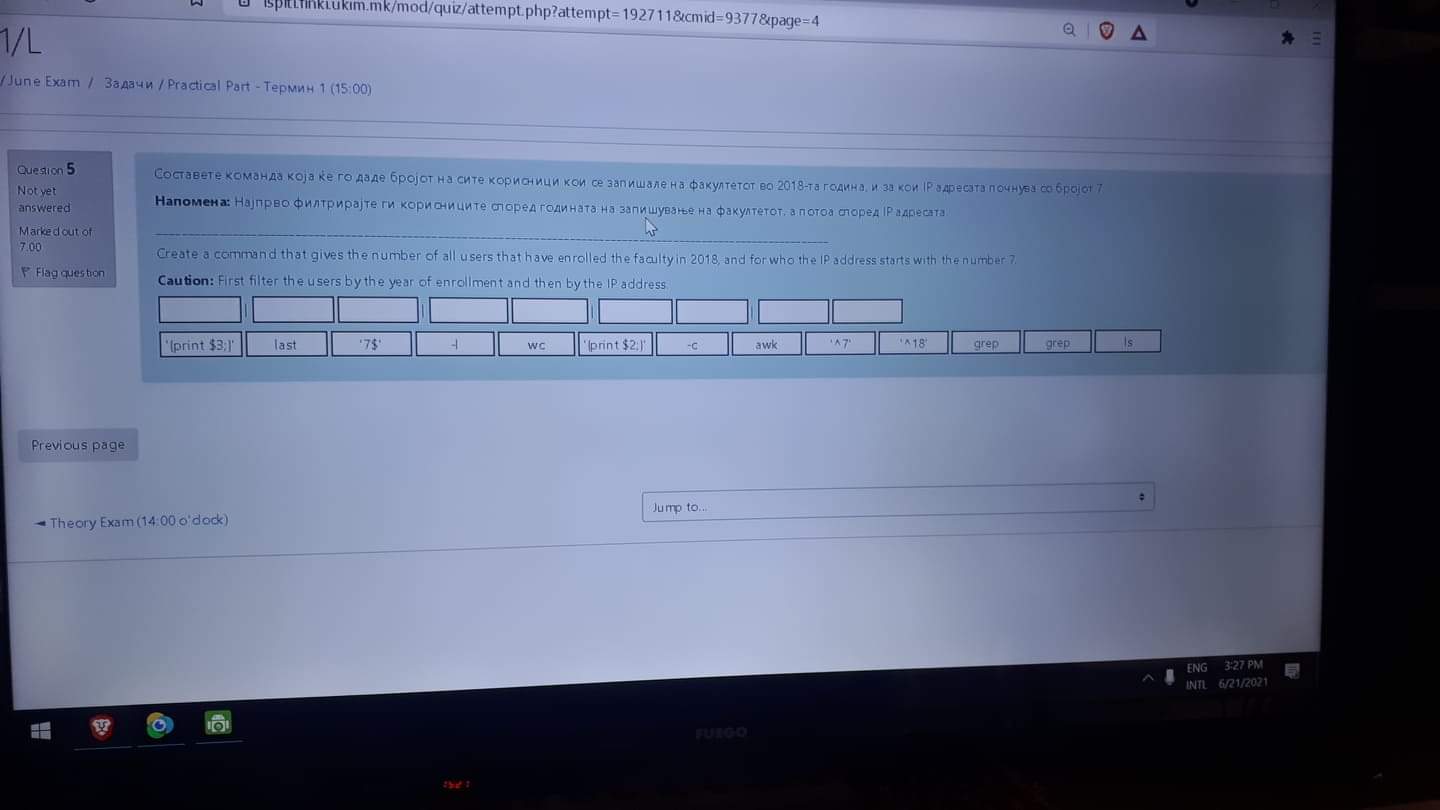 ispiti.finki.ukim.mk/mod/quiz/attempt.php?attempt=192711&cmid=9377&page=4
1/L
/ June Exam / Задачи / Practical Part - Термин 1 (15:00)
Question 5
Not yet answered
Marked out of 7.00
Flag question
Составете команда која ќе го даде бројот на сите корисници кои се запишале на факултетот во 2018-та година, и за кои IP адресата почнува со бројот 7
Напомена: Најпрво филтрирајте ги корисниците според годината на запишување на факултетот, а потоа според IP адресата.
Create a command that gives the number of all users that have enrolled the faculty in 2018, and for who the IP address starts with the number 7.
Caution: First filter the users by the year of enrollment and then by the IP address.
| | | |
'{print $3;}' last '7$' -l wc '{print $2;}' -c awk '^7' '^18' grep grep ls
Previous page
Jump to...
◄ Theory Exam (14:00 o'clock)
ENG 3:27 PM
INTL 6/21/2021
FUEGO